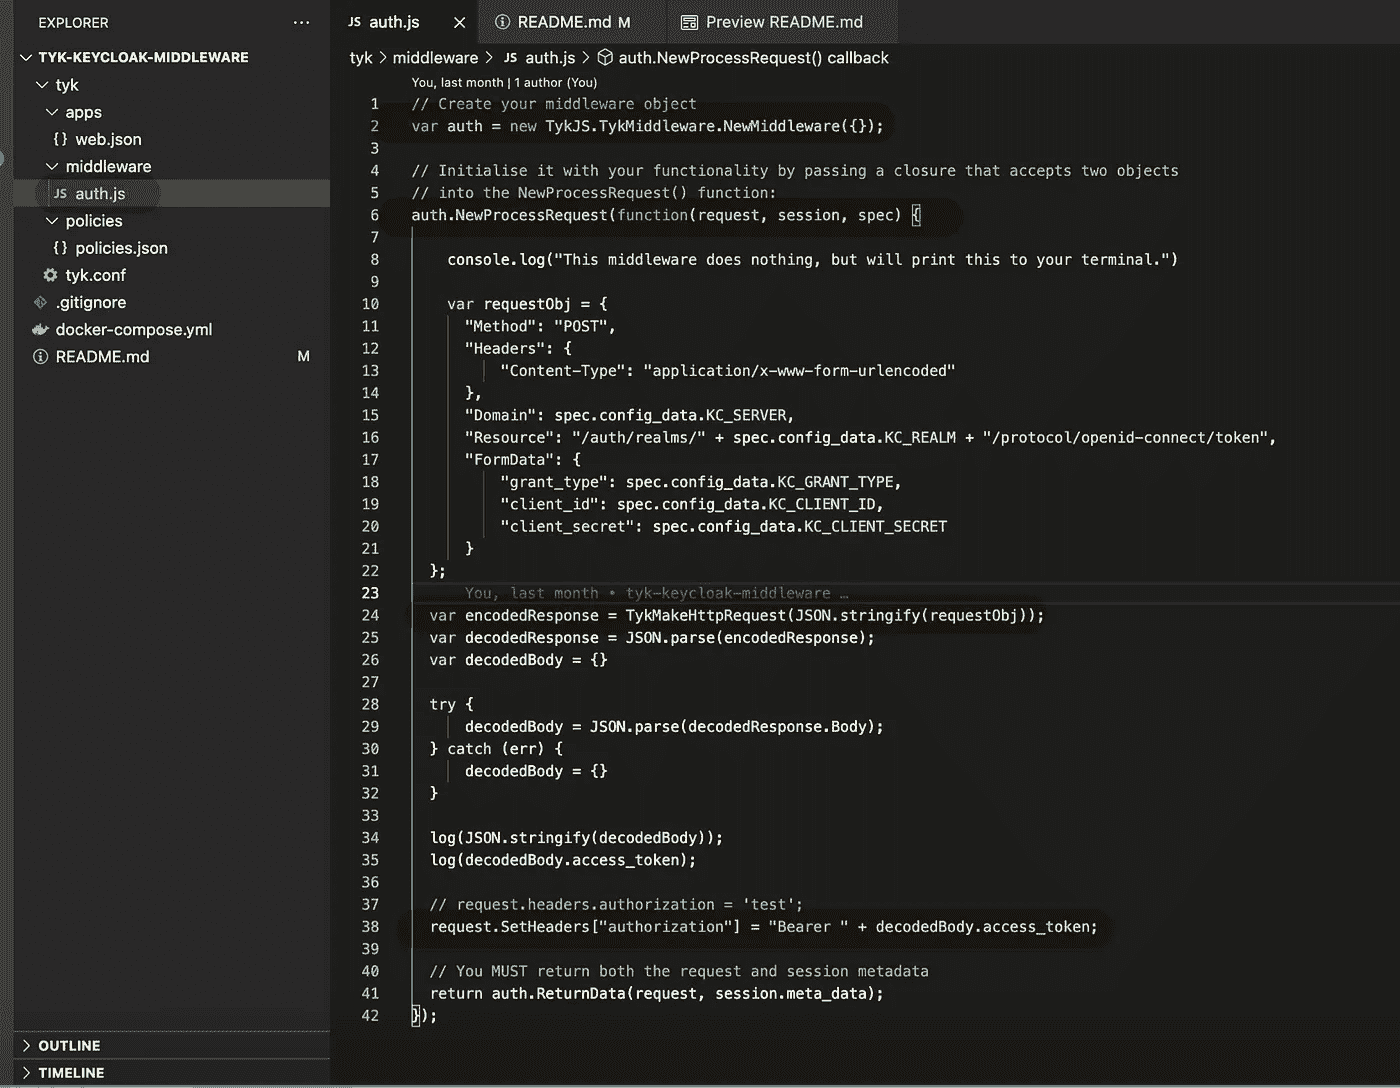 EXPLORER ...
TYK-KEYCLOAK-MIDDLEWARE
tyk
apps
{} web.json
middleware
JS auth.js
policies
{} policies.json
tyk.conf
.gitignore
docker-compose.yml
README.md M
OUTLINE
TIMELINE
JS auth.js README.md M Preview README.md
tyk > middleware > JS auth.js > auth.NewProcessRequest() callback
You, last month | 1 author (You)
1 // Create your middleware object
2 var auth = new TykJS.TykMiddleware.NewMiddleware({});
3
4 // Initialise it with your functionality by passing a closure that accepts two objects
5 // into the NewProcessRequest() function:
6 auth.NewProcessRequest(function(request, session, spec) {
7
8 console.log("This middleware does nothing, but will print this to your terminal.")
9
10 var requestObj = {
11 "Method": "POST",
12 "Headers": {
13 "Content-Type": "application/x-www-form-urlencoded"
14 },
15 "Domain": spec.config_data.KC_SERVER,
16 "Resource": "/auth/realms/" + spec.config_data.KC_REALM + "/protocol/openid-connect/token",
17 "FormData": {
18 "grant_type": spec.config_data.KC_GRANT_TYPE,
19 "client_id": spec.config_data.KC_CLIENT_ID,
20 "client_secret": spec.config_data.KC_CLIENT_SECRET
21 }
22 };
23 You, last month • tyk-keycloak-middleware …
24 var encodedResponse = TykMakeHttpRequest(JSON.stringify(requestObj));
25 var decodedResponse = JSON.parse(encodedResponse);
26 var decodedBody = {}
27
28 try {
29 decodedBody = JSON.parse(decodedResponse.Body);
30 } catch (err) {
31 decodedBody = {}
32 }
33
34 log(JSON.stringify(decodedBody));
35 log(decodedBody.access_token);
36
37 // request.headers.authorization = 'test';
38 request.SetHeaders["authorization"] = "Bearer " + decodedBody.access_token;
39
40 // You MUST return both the request and session metadata
41 return auth.ReturnData(request, session.meta_data);
42 });